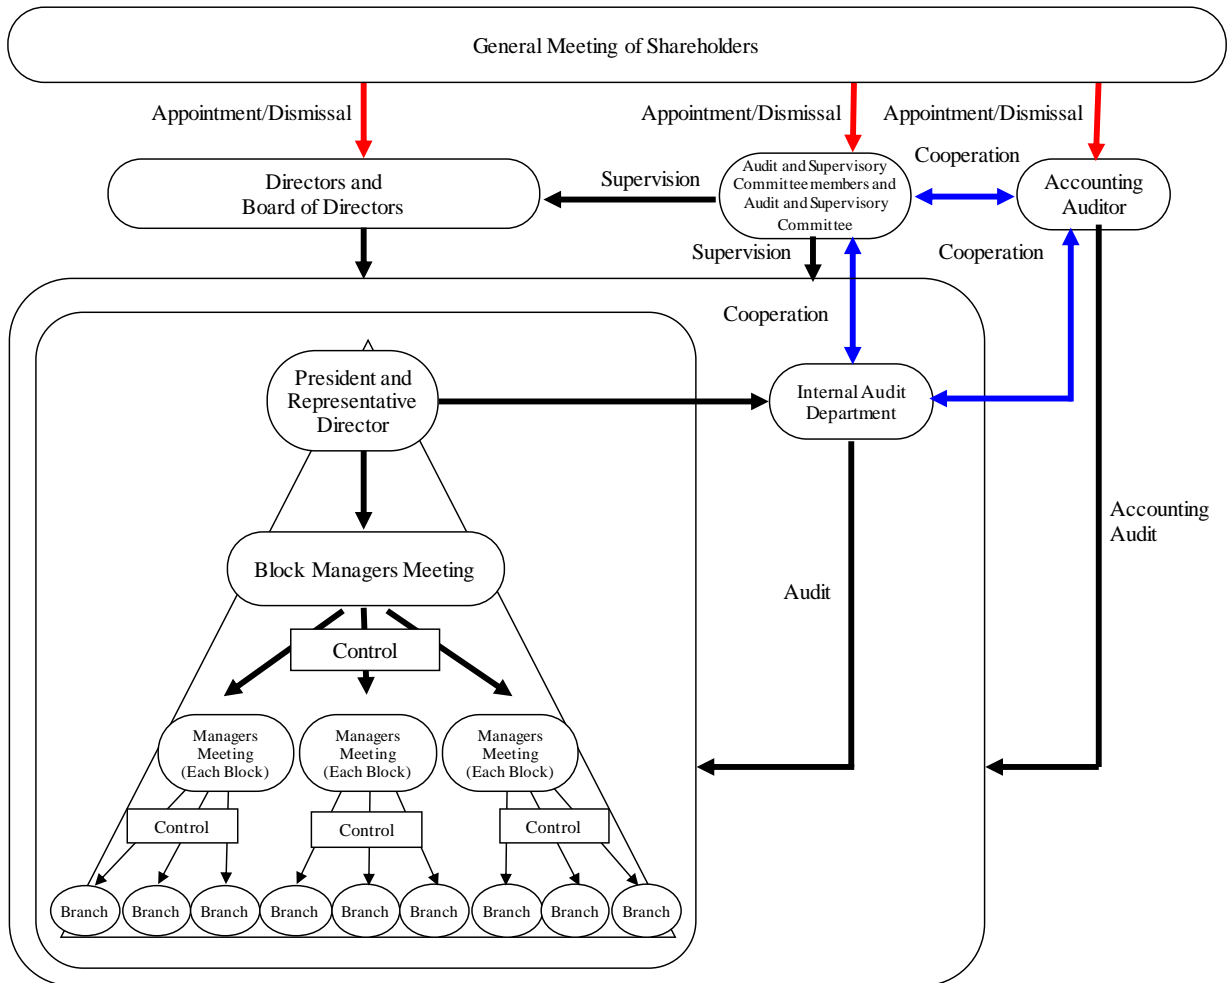 General Meeting of Shareholders
Appointment/Dismissal
Appointment/Dismissal
Appointment/Dismissal
Directors and
Board of Directors
Supervision
Audit and Supervisory
Committee members and
Audit and Supervisory
Committee
Cooperation
Accounting
Auditor
Supervision
Cooperation
Cooperation
President and
Representative
Director
Internal Audit
Department
Block Managers Meeting
Control
Audit
Accounting
Audit
Managers
Meeting
(Each Block)
Managers
Meeting
(Each Block)
Managers
Meeting
(Each Block)
Control
Control
Control
Branch
Branch
Branch
Branch
Branch
Branch
Branch
Branch
Branch